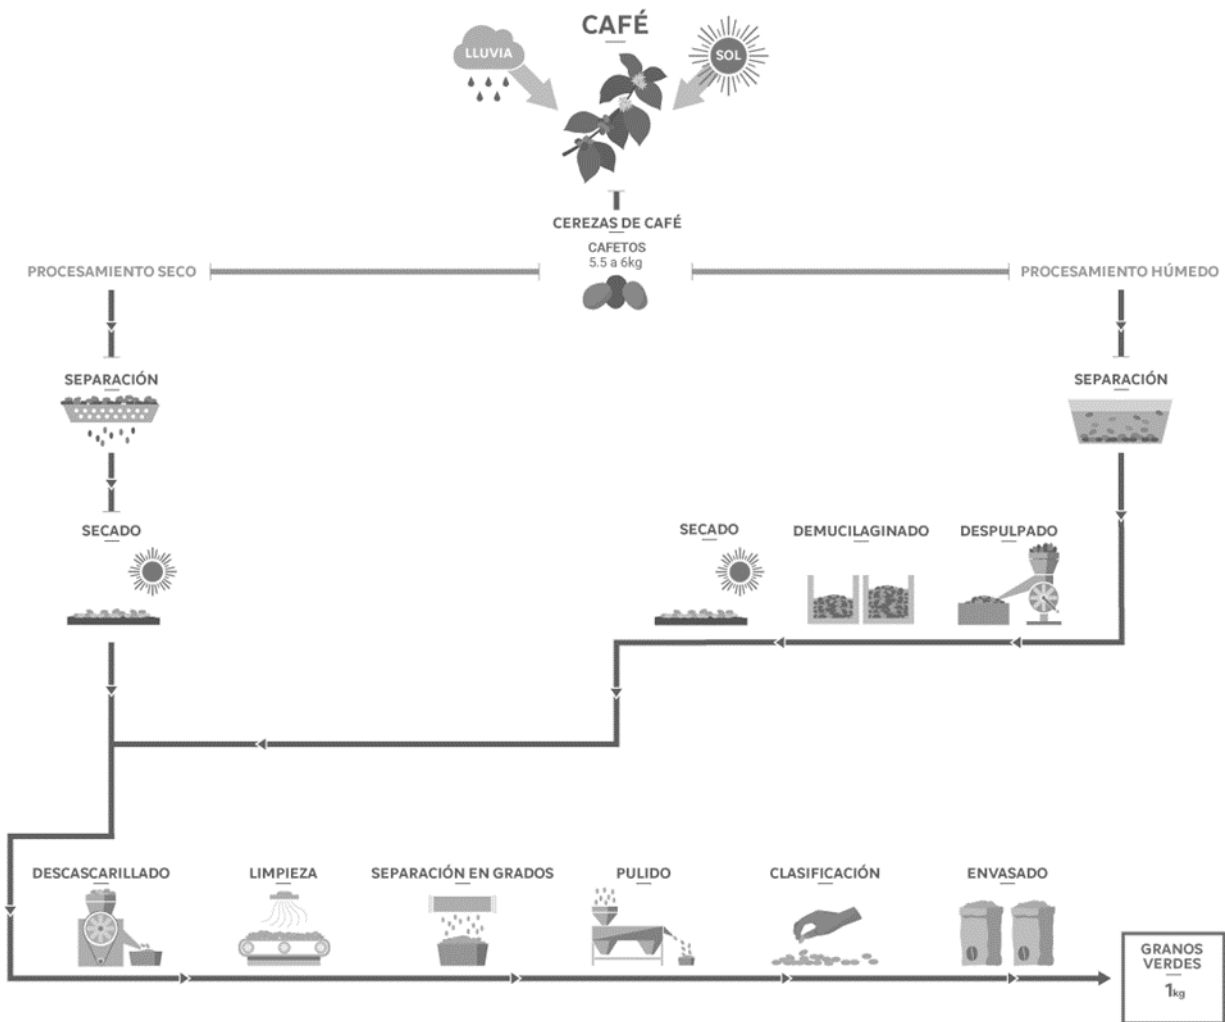 CAFÉ
LLUVIA
SOL
CEREZAS DE CAFÉ
CAFETOS
5.5 a 6kg
PROCESAMIENTO SECO
PROCESAMIENTO HÚMEDO
SEPARACIÓN
SEPARACIÓN
SECADO
SECADO
DEMUCILAGINADO
DESPULPADO
DESCASCARILLADO
LIMPIEZA
SEPARACIÓN EN GRADOS
PULIDO
CLASIFICACIÓN
ENVASADO
GRANOS
VERDES
1kg